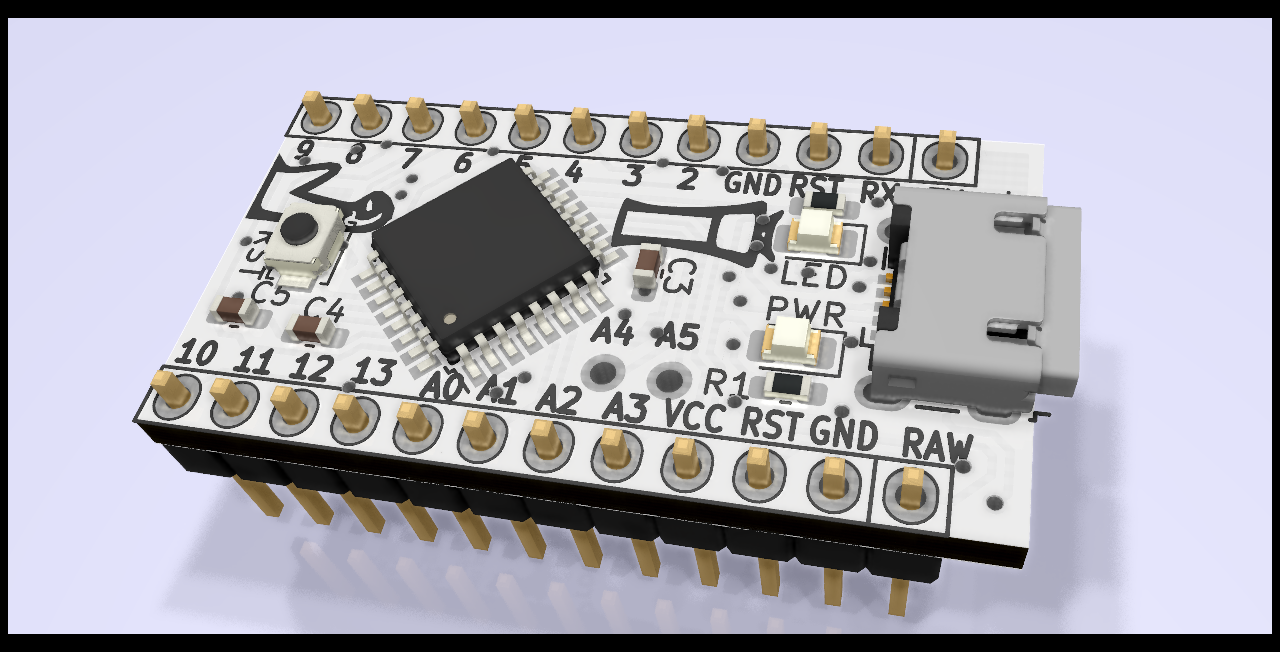 9 8 7 6 5 4 3 2 GND RST RX
C3
LED
C5 C4
PWR
A4 A5
R1
10 11 12 13 A0 A1 A2 A3 VCC RST GND RAW